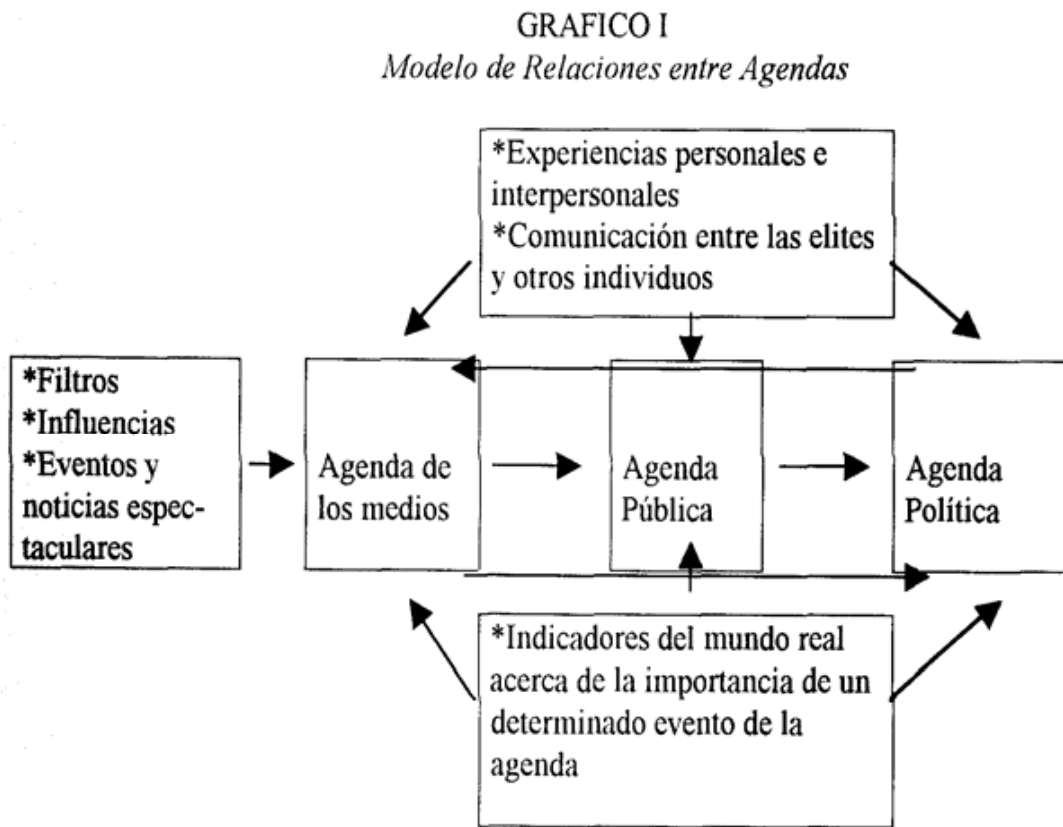 GRAFICO I
Modelo de Relaciones entre Agendas
*Experiencias personales e
interpersonales
*Comunicación entre las elites
y otros individuos
*Filtros
*Influencias
*Eventos y
noticias espec-
taculares
Agenda de
los medios
Agenda
Pública
Agenda
Política
*Indicadores del mundo real
acerca de la importancia de un
determinado evento de la
agenda